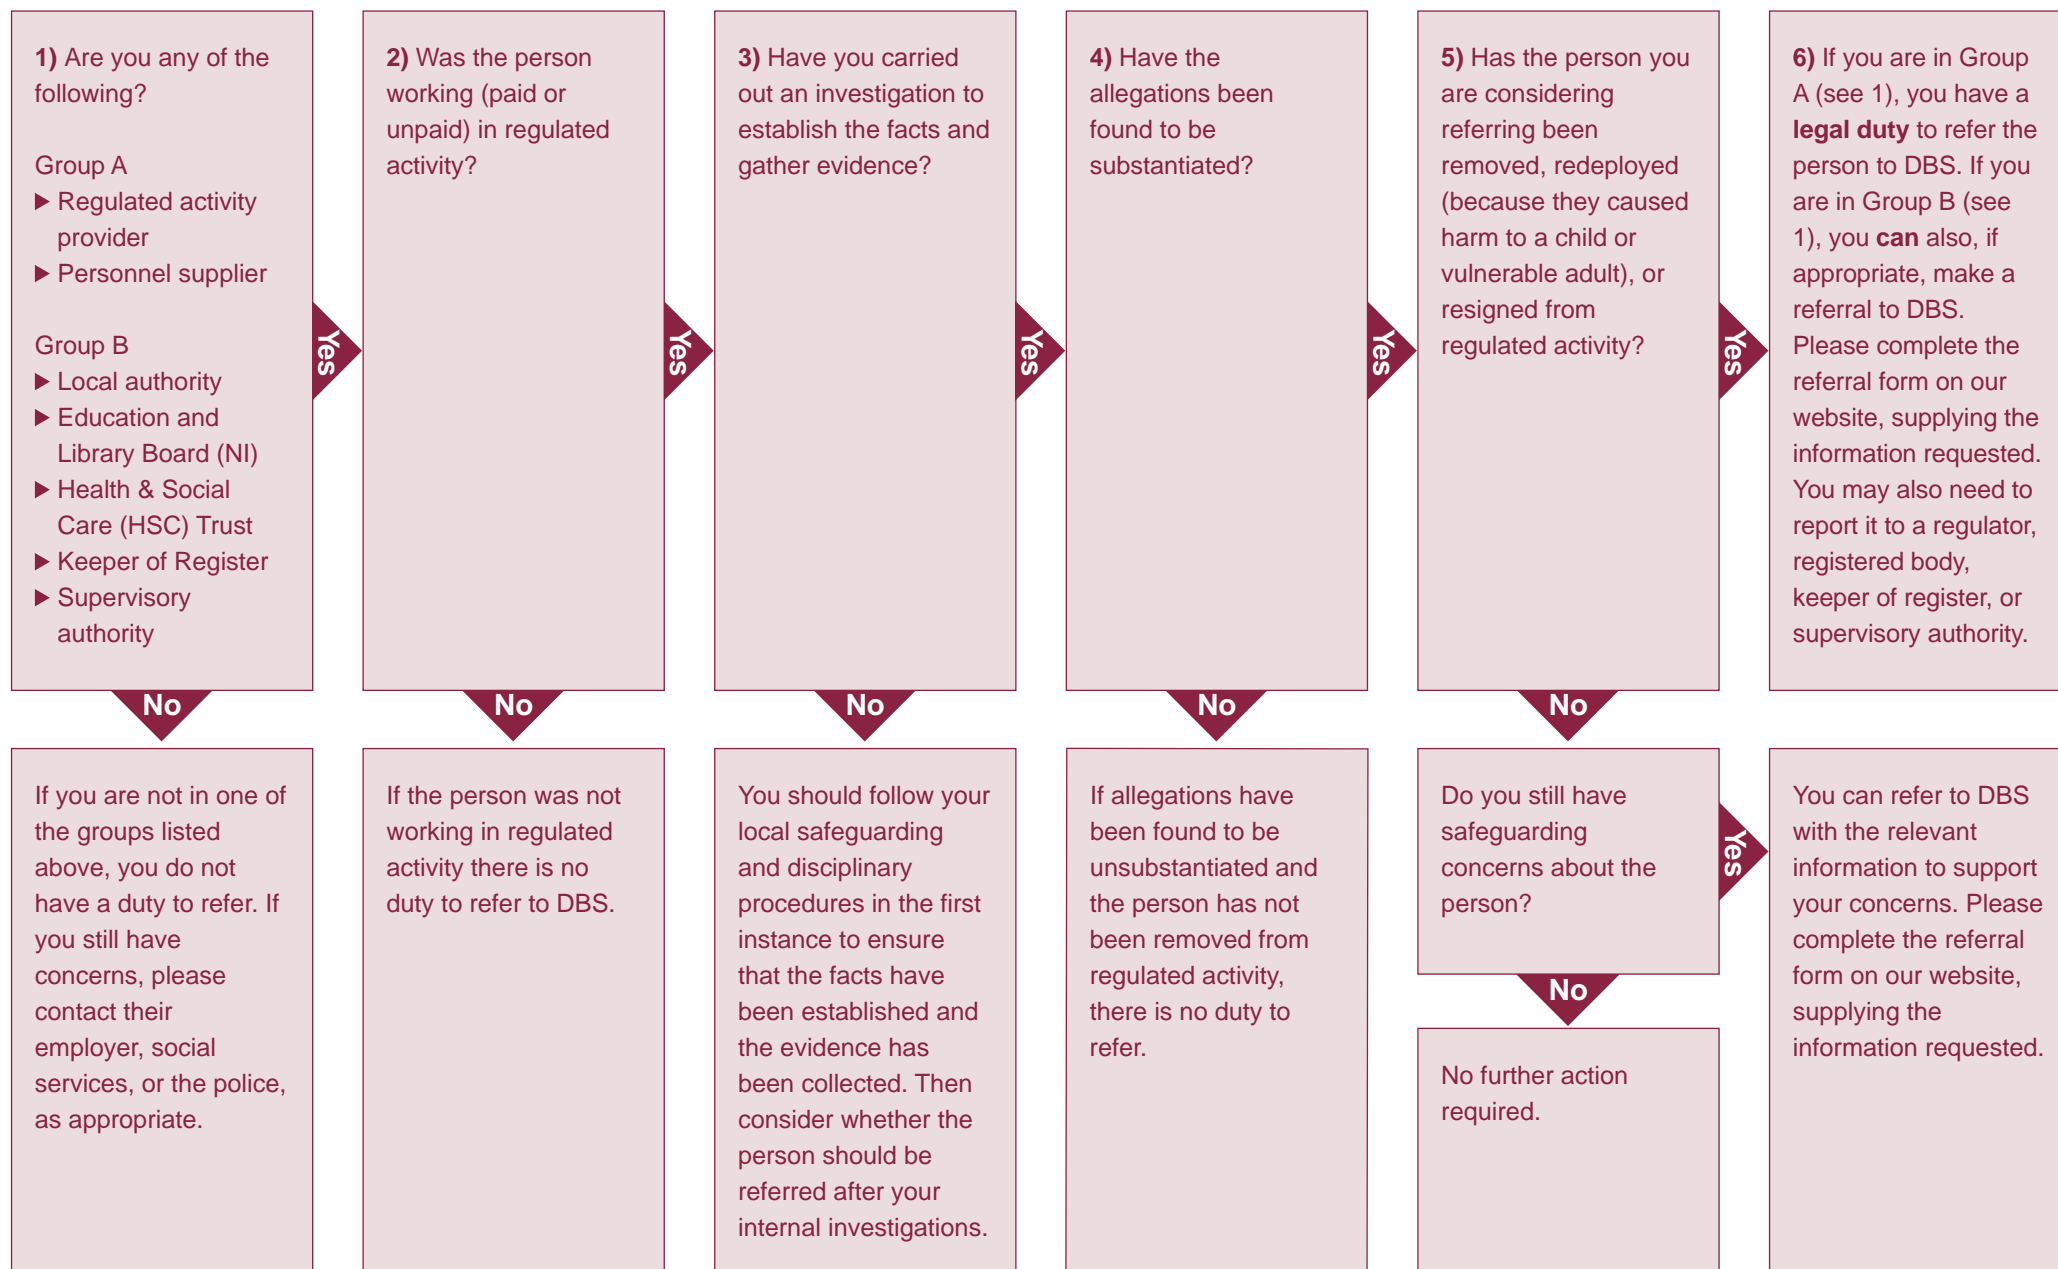 1) Are you any of the
following?
Group A
▶ Regulated activity
provider
▶ Personnel supplier
Group B
▶ Local authority
▶ Education and
Library Board (NI)
▶ Health & Social
Care (HSC) Trust
▶ Keeper of Register
▶ Supervisory
authority
Yes
No
If you are not in one of
the groups listed
above, you do not
have a duty to refer. If
you still have
concerns, please
contact their
employer, social
services, or the police,
as appropriate.
2) Was the person
working (paid or
unpaid) in regulated
activity?
Yes
No
If the person was not
working in regulated
activity there is no
duty to refer to DBS.
3) Have you carried
out an investigation to
establish the facts and
gather evidence?
Yes
No
You should follow your
local safeguarding
and disciplinary
procedures in the first
instance to ensure
that the facts have
been established and
the evidence has
been collected. Then
consider whether the
person should be
referred after your
internal investigations.
4) Have the
allegations been
found to be
substantiated?
Yes
No
If allegations have
been found to be
unsubstantiated and
the person has not
been removed from
regulated activity,
there is no duty to
refer.
5) Has the person you
are considering
referring been
removed, redeployed
(because they caused
harm to a child or
vulnerable adult), or
resigned from
regulated activity?
Yes
No
Do you still have
safeguarding
concerns about the
person?
Yes
No
No further action
required.
6) If you are in Group
A (see 1), you have a
legal duty to refer the
person to DBS. If you
are in Group B (see
1), you can also, if
appropriate, make a
referral to DBS.
Please complete the
referral form on our
website, supplying the
information requested.
You may also need to
report it to a regulator,
registered body,
keeper of register, or
supervisory authority.
You can refer to DBS
with the relevant
information to support
your concerns. Please
complete the referral
form on our website,
supplying the
information requested.